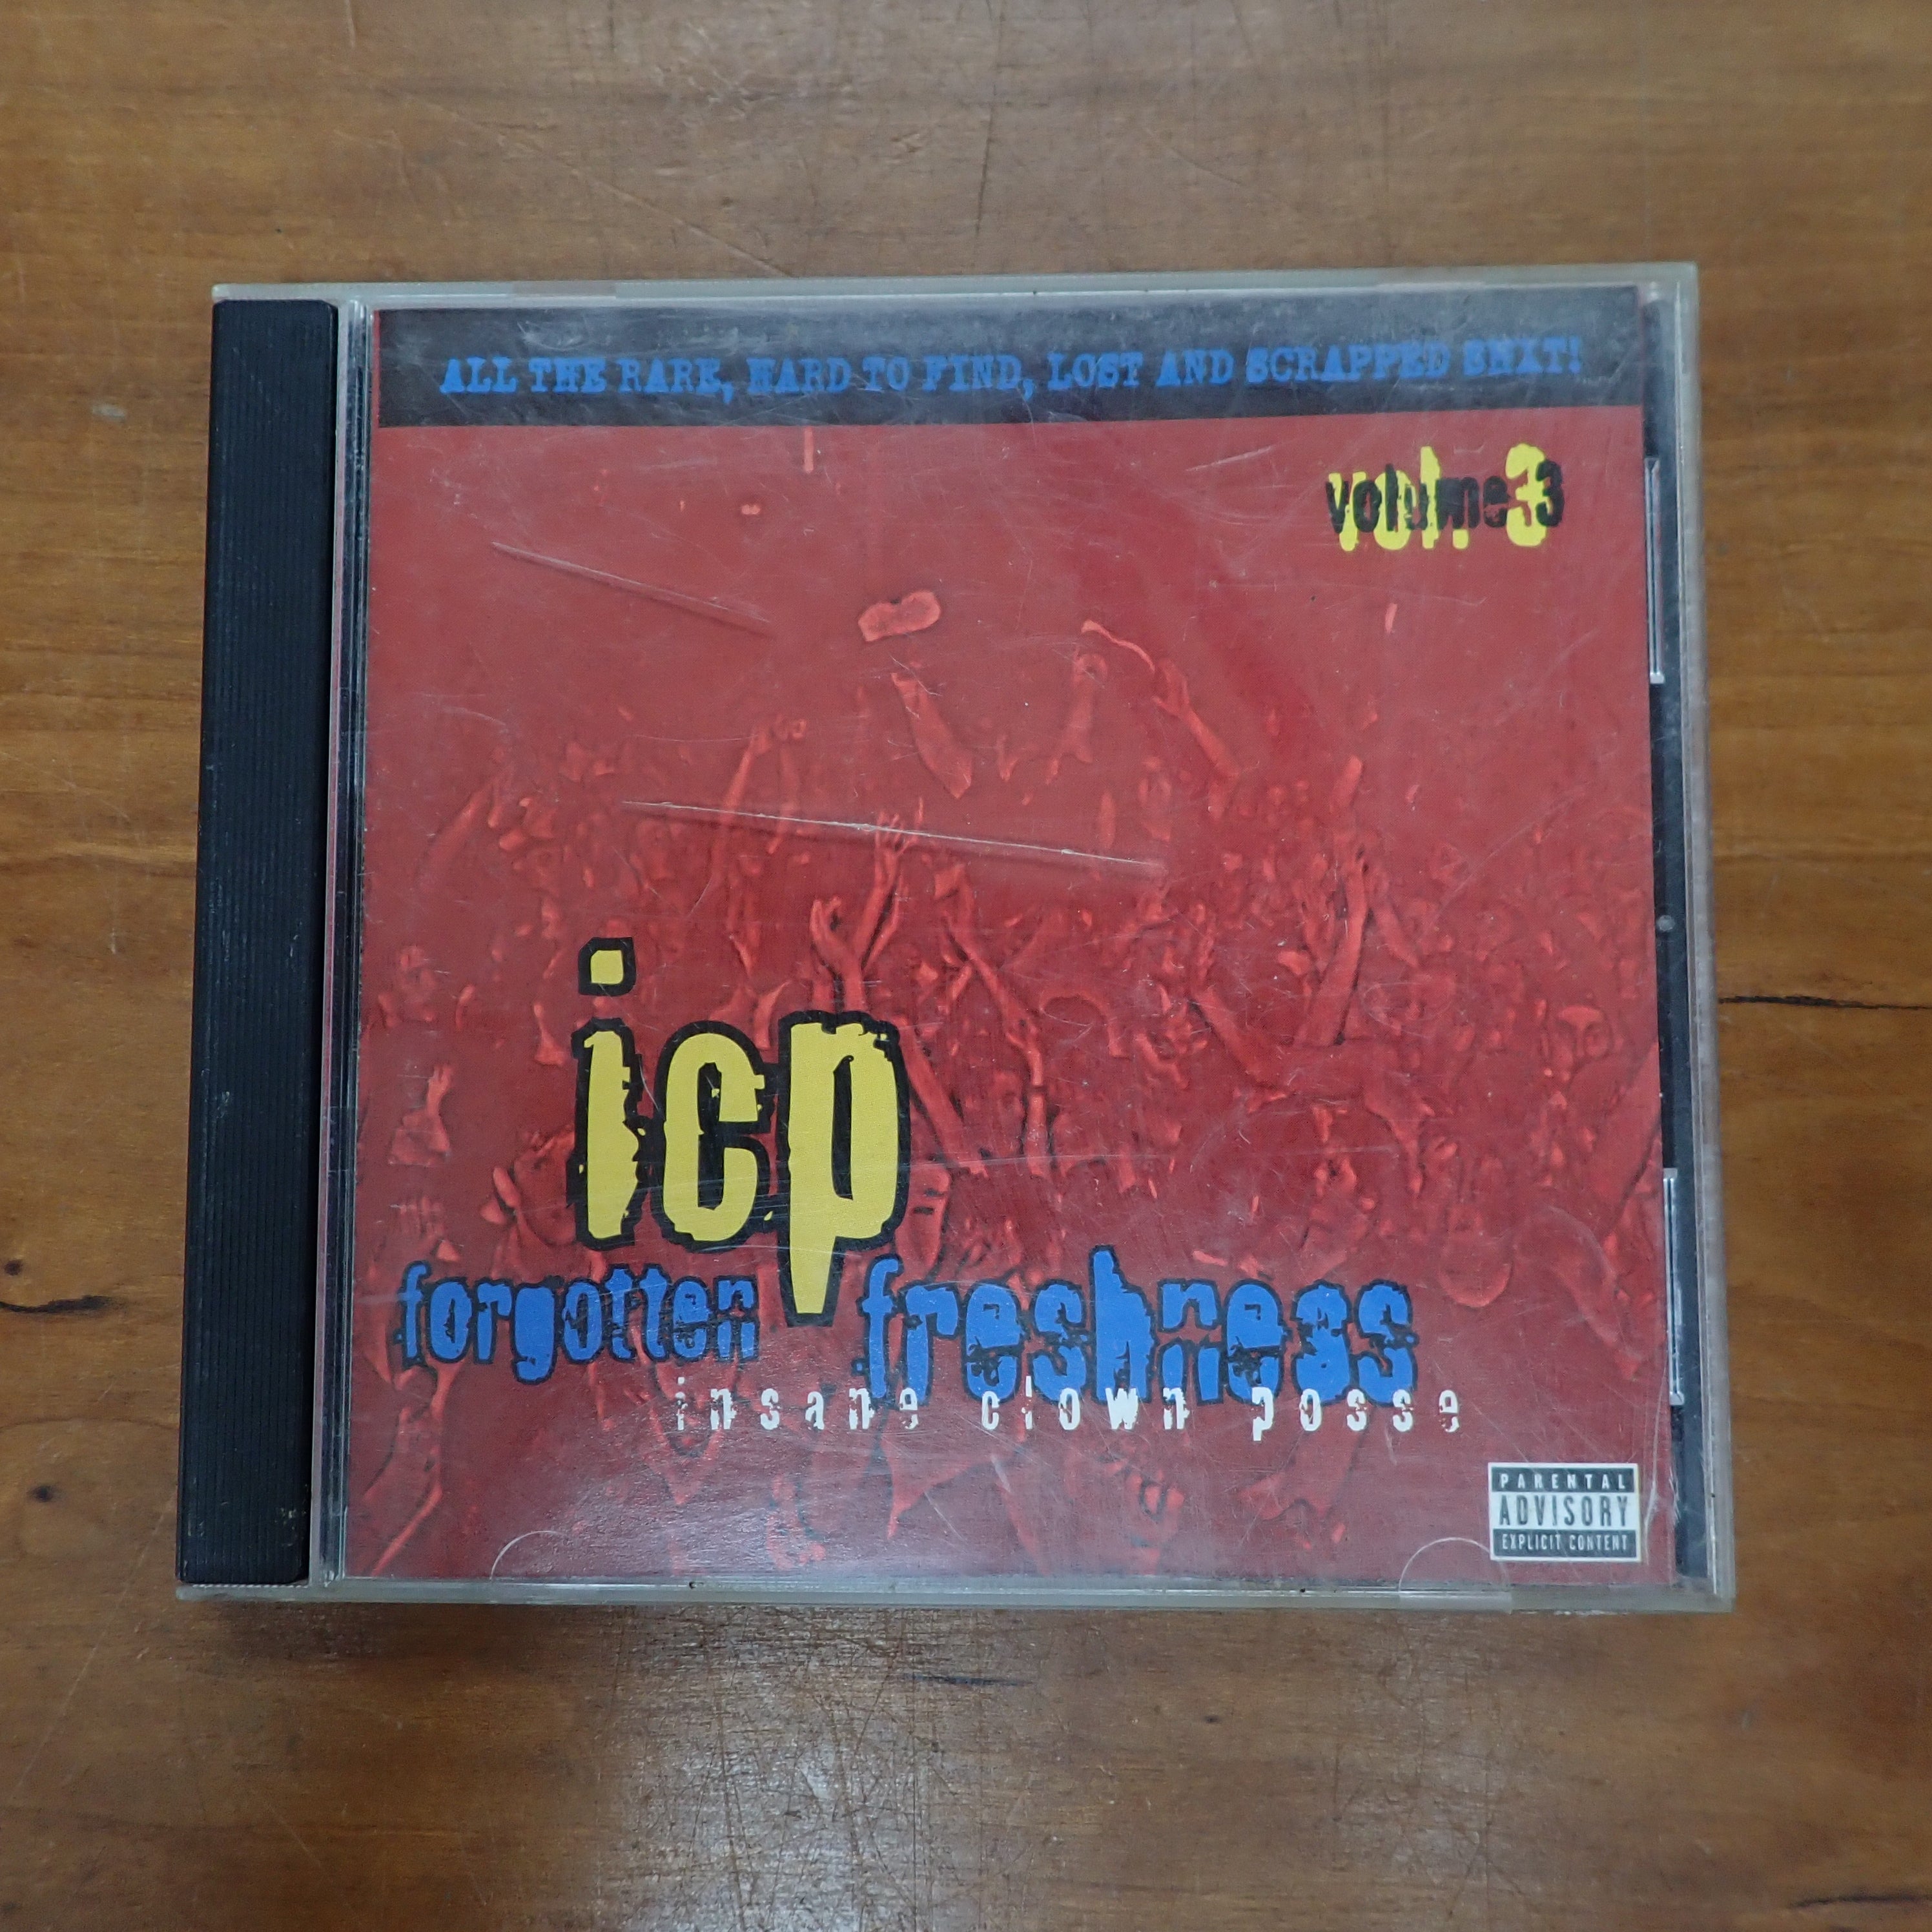 ALL THE RARE, HARD TO FIND, LOST AND SCRAPPED SHXT!
vol. 3
volume 3
icp
forgotten freshness
insane clown posse
PARENTAL
ADVISORY
EXPLICIT CONTENT